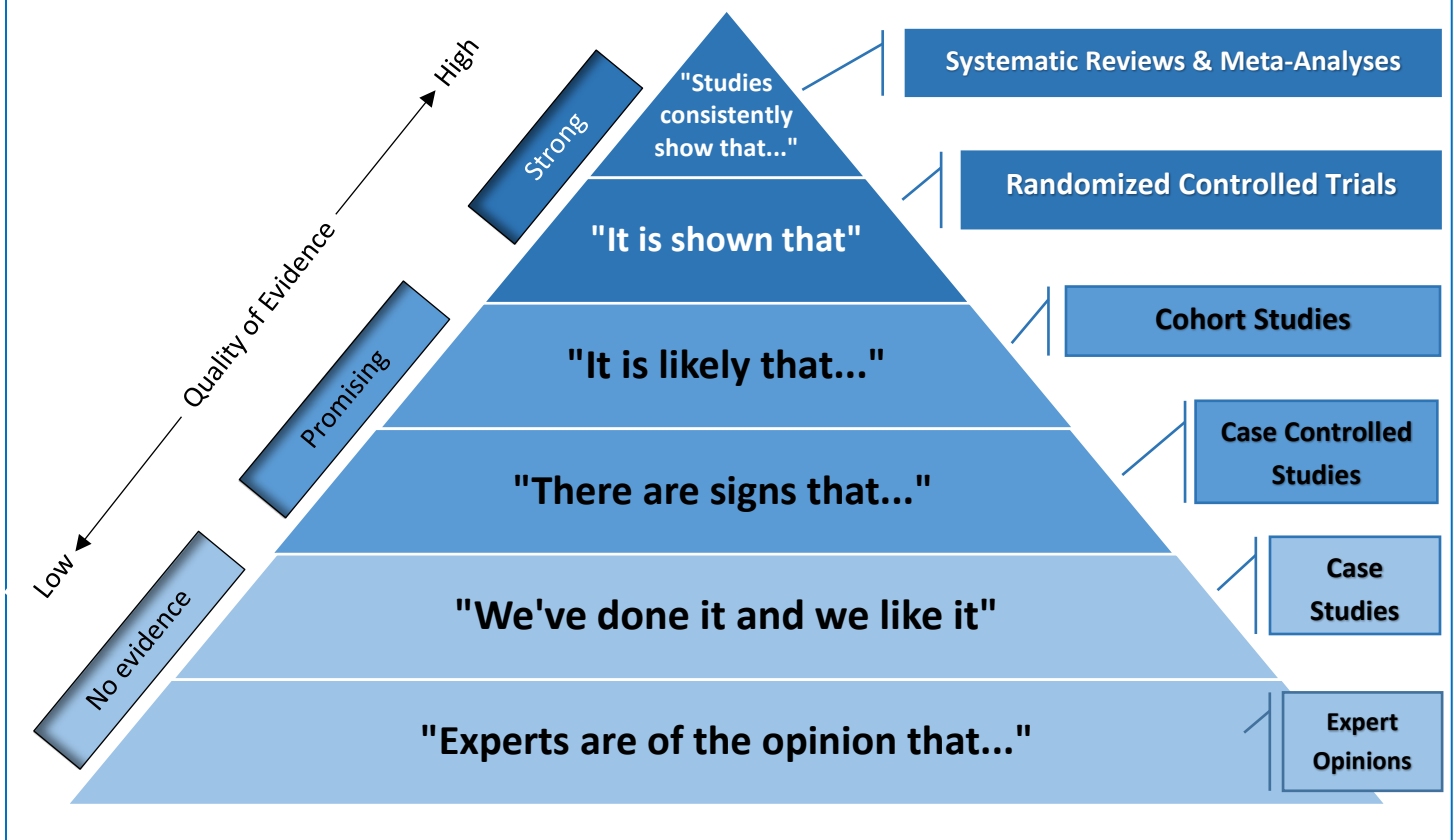 High
Quality of Evidence
Low
Strong
Promising
No evidence
"Studies
consistently
show that..."
"It is shown that"
"It is likely that..."
"There are signs that..."
"We've done it and we like it"
"Experts are of the opinion that..."
Systematic Reviews & Meta-Analyses
Randomized Controlled Trials
Cohort Studies
Case Controlled
Studies
Case
Studies
Expert
Opinions